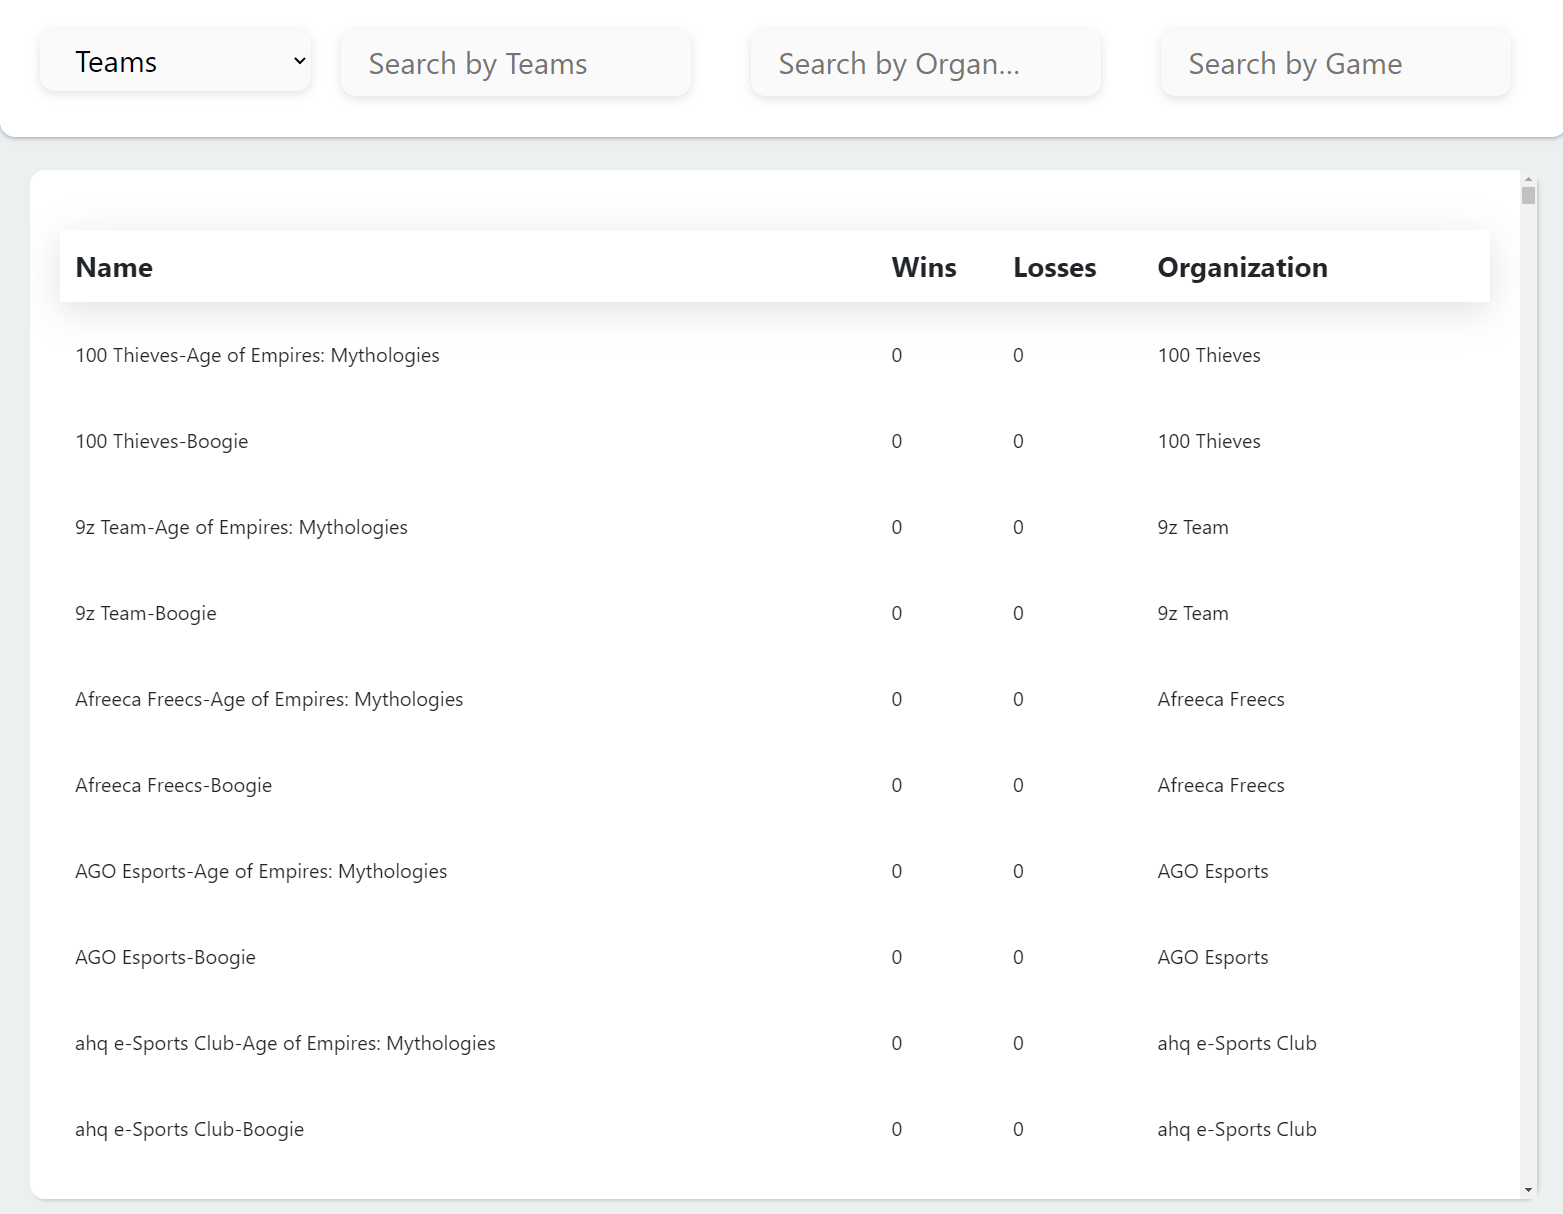 Teams Search by Teams Search by Organ... Search by Game
Name Wins Losses Organization
100 Thieves-Age of Empires: Mythologies 0 0 100 Thieves
100 Thieves-Boogie 0 0 100 Thieves
9z Team-Age of Empires: Mythologies 0 0 9z Team
9z Team-Boogie 0 0 9z Team
Afreeca Freecs-Age of Empires: Mythologies 0 0 Afreeca Freecs
Afreeca Freecs-Boogie 0 0 Afreeca Freecs
AGO Esports-Age of Empires: Mythologies 0 0 AGO Esports
AGO Esports-Boogie 0 0 AGO Esports
ahq e-Sports Club-Age of Empires: Mythologies 0 0 ahq e-Sports Club
ahq e-Sports Club-Boogie 0 0 ahq e-Sports Club